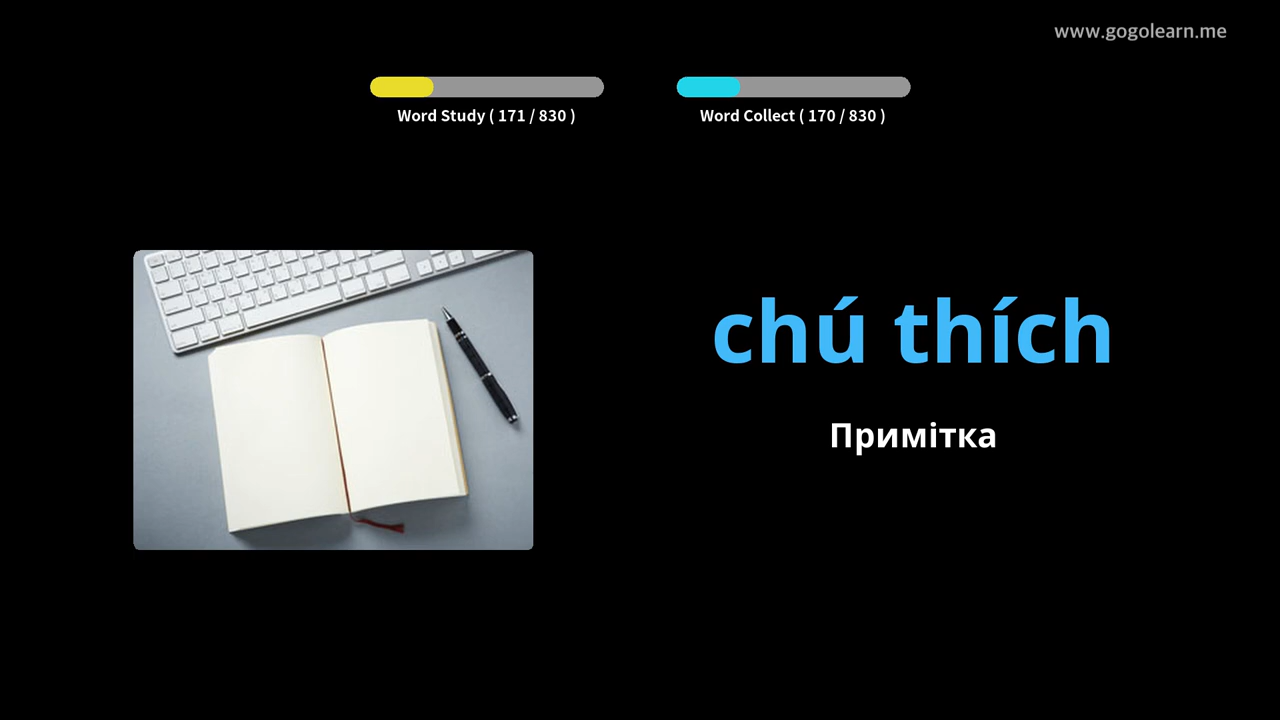 www.gogolearn.me
Word Study ( 171 / 830 )
Word Collect ( 170 / 830 )
chú thích
Примітка